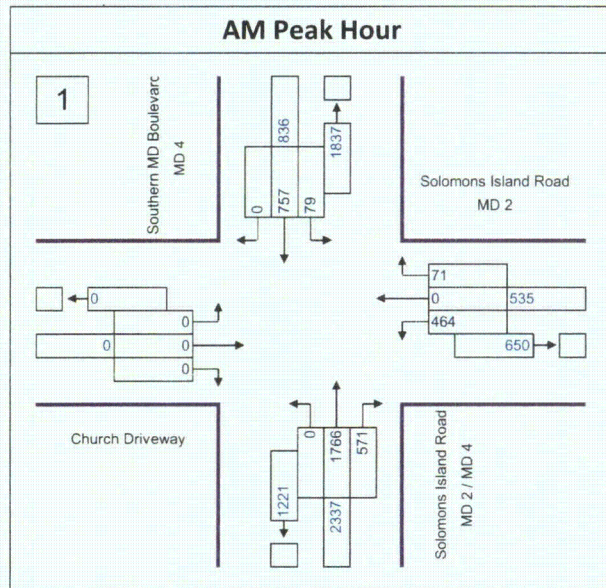 AM Peak Hour
1
Southern MD Boulevarc
MD 4
836
1837
0
757
79
Solomons Island Road
MD 2
0
0
0
0
0
71
0
535
464
650
Church Driveway
0
1766
571
1221
2337
Solomons Island Road
MD 2 / MD 4